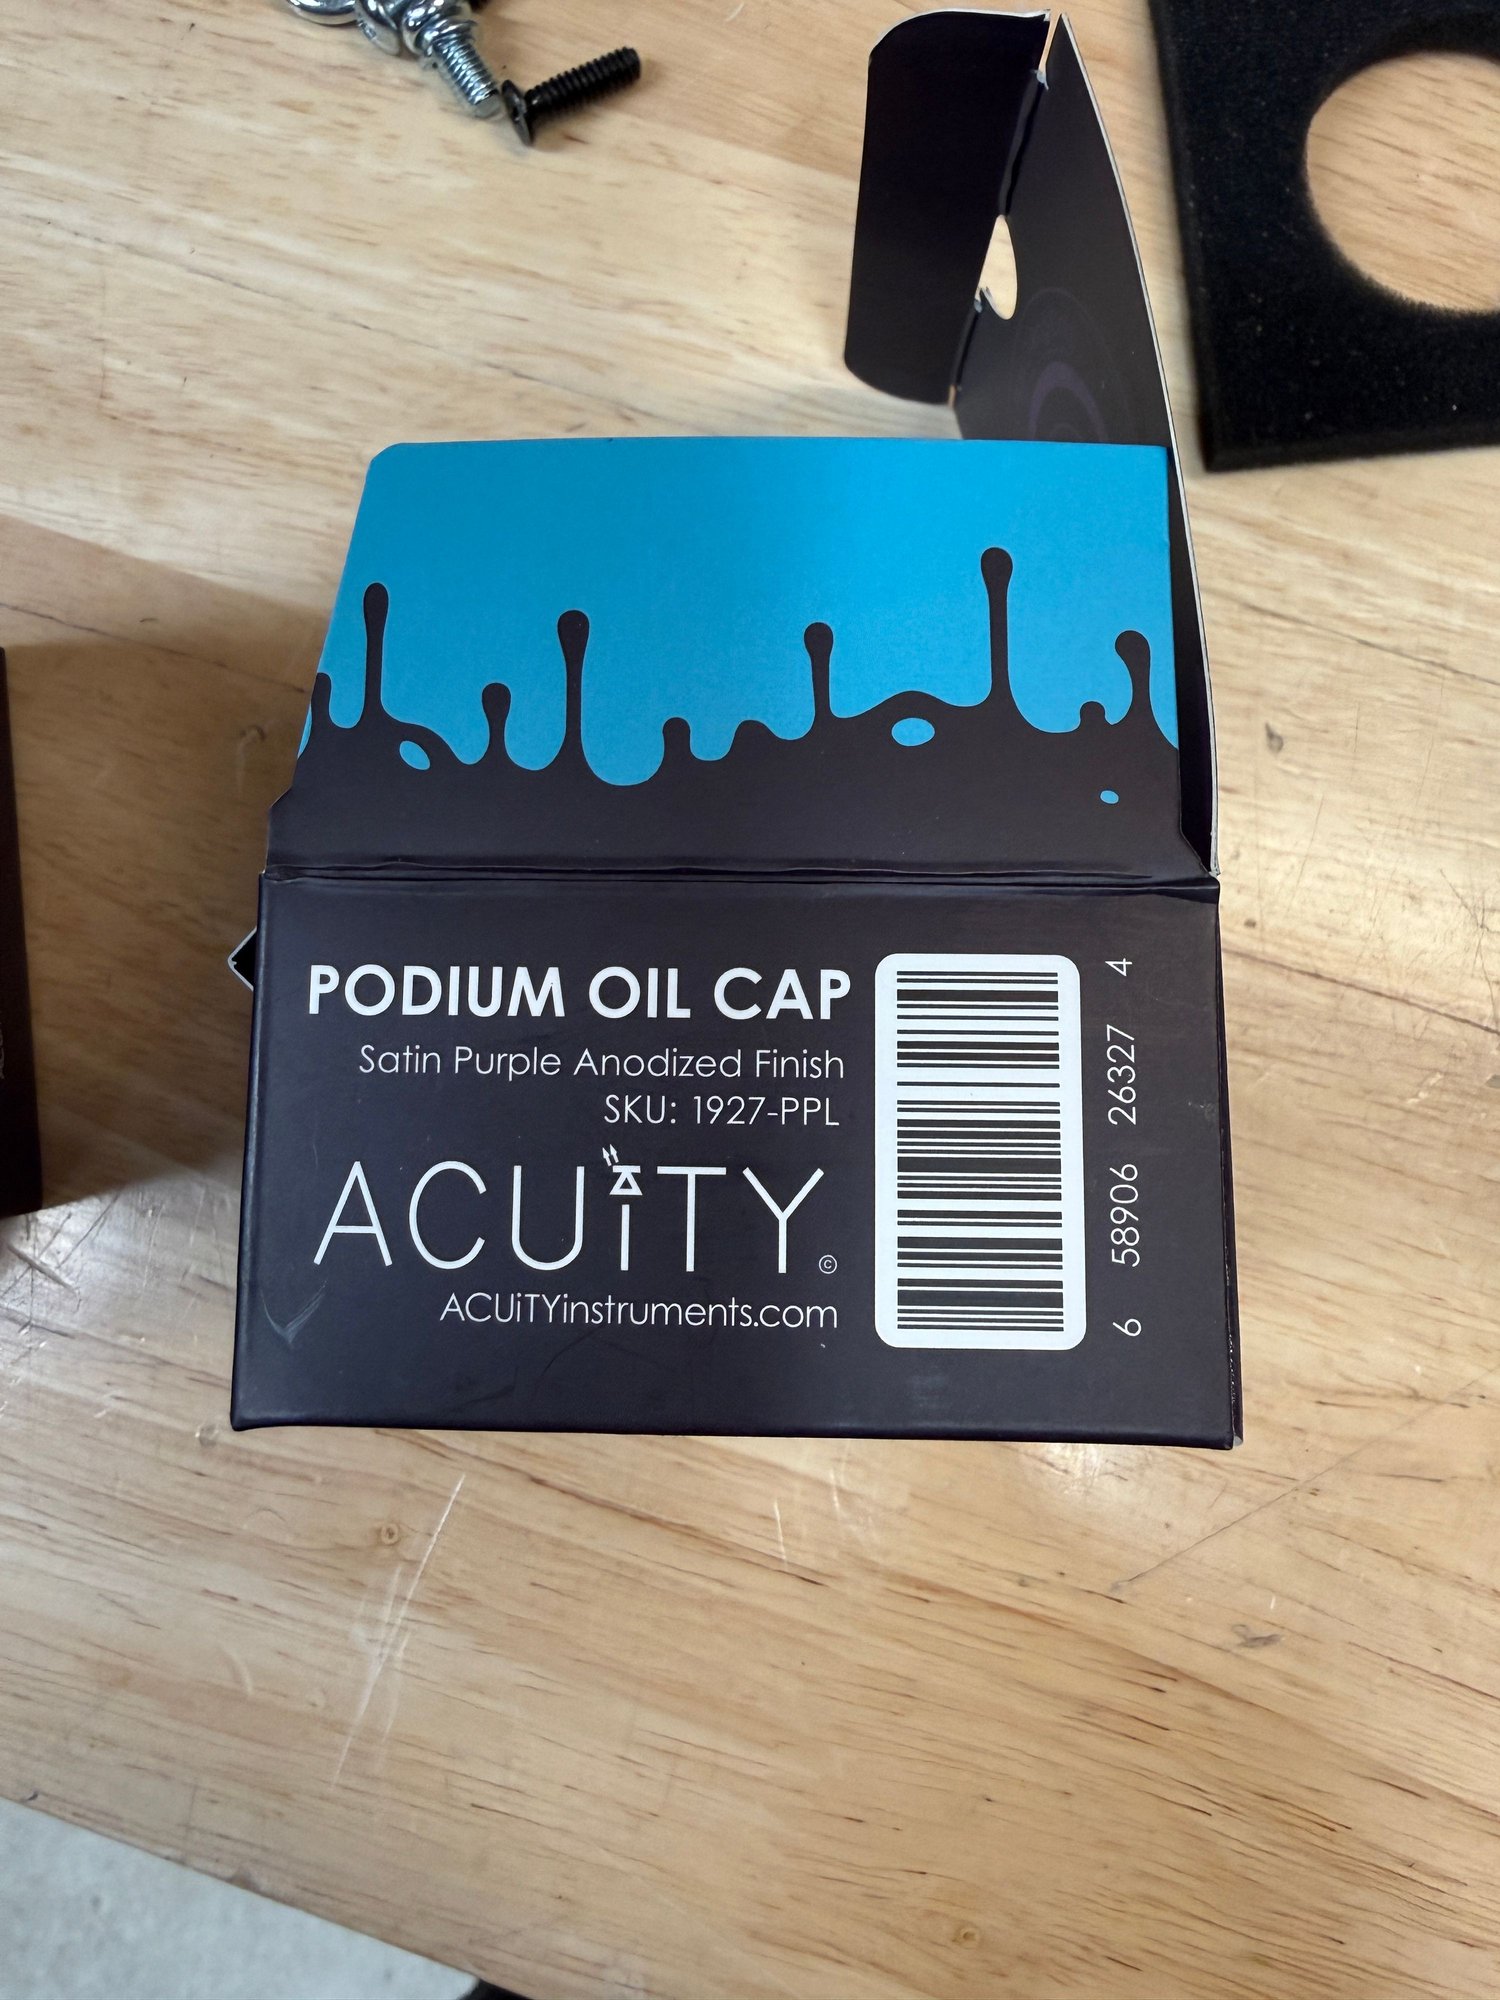 PODIUM OIL CAP
Satin Purple Anodized Finish
SKU: 1927-PPL
ACUiTY©
ACUiTYinstruments.com
6 58906 26327 4